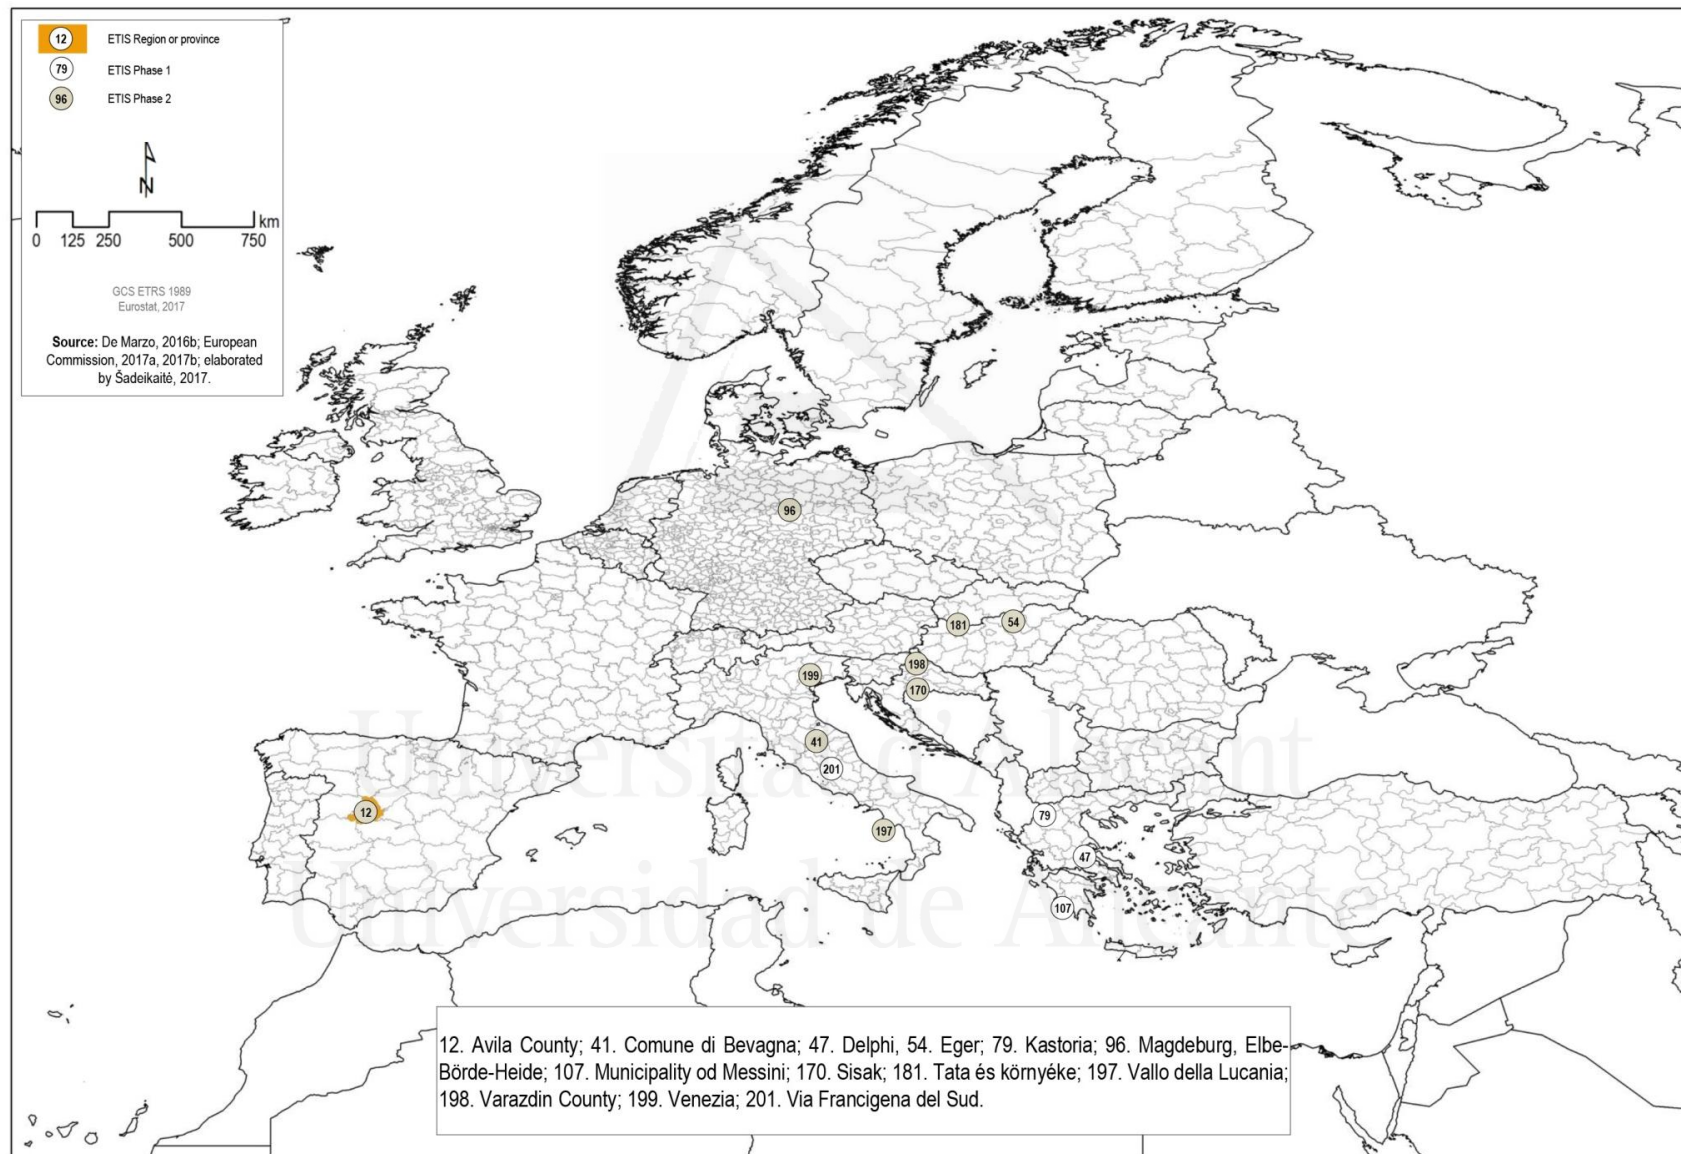 12 ETIS Region or province
79 ETIS Phase 1
96 ETIS Phase 2
N
km
0 125 250 500 750
GCS ETRS 1989
Eurostat, 2017
Source: De Marzo, 2016b; European
Commission, 2017a, 2017b; elaborated
by Šadeikaitė, 2017.
96
181
54
198
199
170
41
201
12
79
197
47
107
Universitat d'Alacant
Universidad de Alicante
12. Avila County; 41. Comune di Bevagna; 47. Delphi, 54. Eger; 79. Kastoria; 96. Magdeburg, Elbe-
Börde-Heide; 107. Municipality od Messini; 170. Sisak; 181. Tata és környéke; 197. Vallo della Lucania;
198. Varazdin County; 199. Venezia; 201. Via Francigena del Sud.